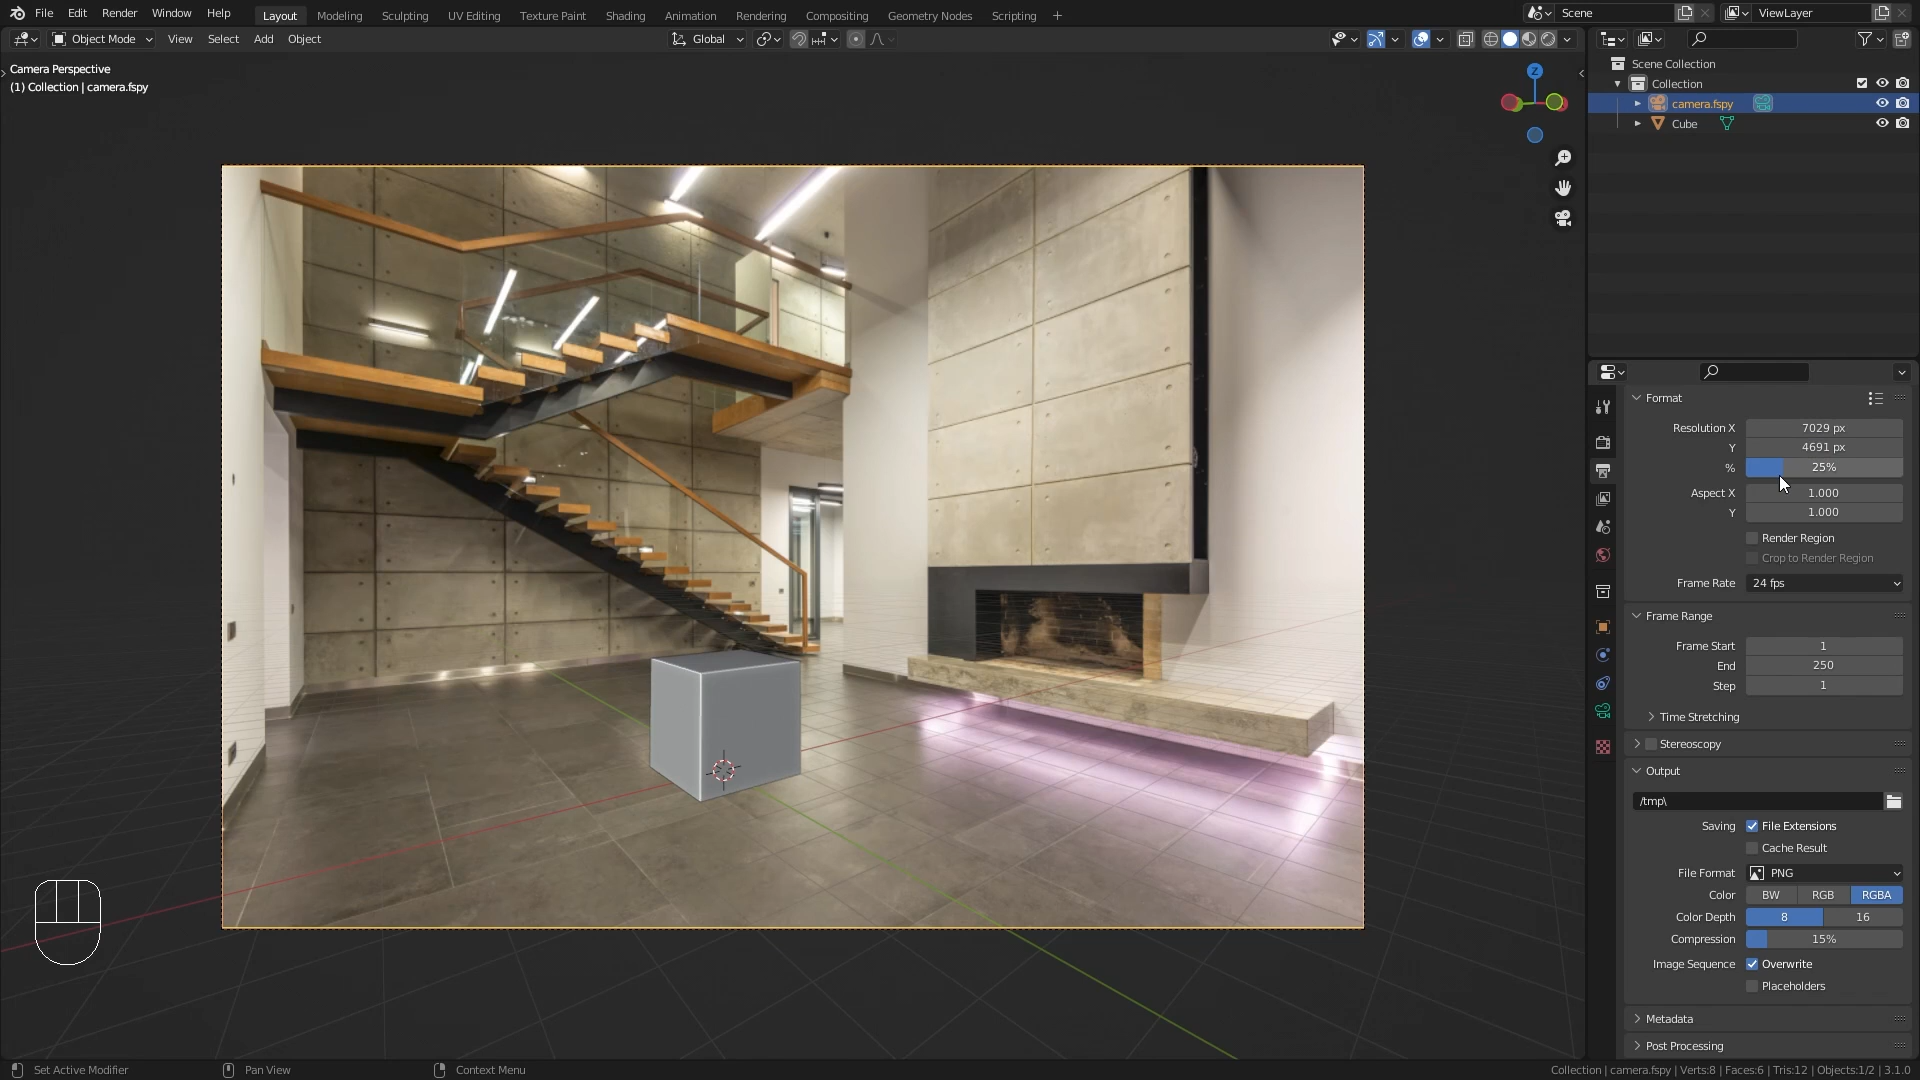 File Edit Render Window Help Layout Modeling Sculpting UV Editing Texture Paint Shading Animation Rendering Compositing Geometry Nodes Scripting + Scene ViewLayer
Object Mode View Select Add Object Global
Camera Perspective
(1) Collection | camera.fspy
Z
Scene Collection
Collection
camera.fspy
Cube
Format
Resolution X 7029 px
Y 4691 px
% 25%
Aspect X 1.000
Y 1.000
Render Region
Crop to Render Region
Frame Rate 24 fps
Frame Range
Frame Start 1
End 250
Step 1
Time Stretching
Stereoscopy
Output
/tmp\
Saving File Extensions
Cache Result
File Format PNG
Color BW RGB RGBA
Color Depth 8 16
Compression 15%
Image Sequence Overwrite
Placeholders
Metadata
Post Processing
Set Active Modifier Pan View Context Menu Collection | camera.fspy | Verts:8 | Faces:6 | Tris:12 | Objects:1/2 | 3.1.0